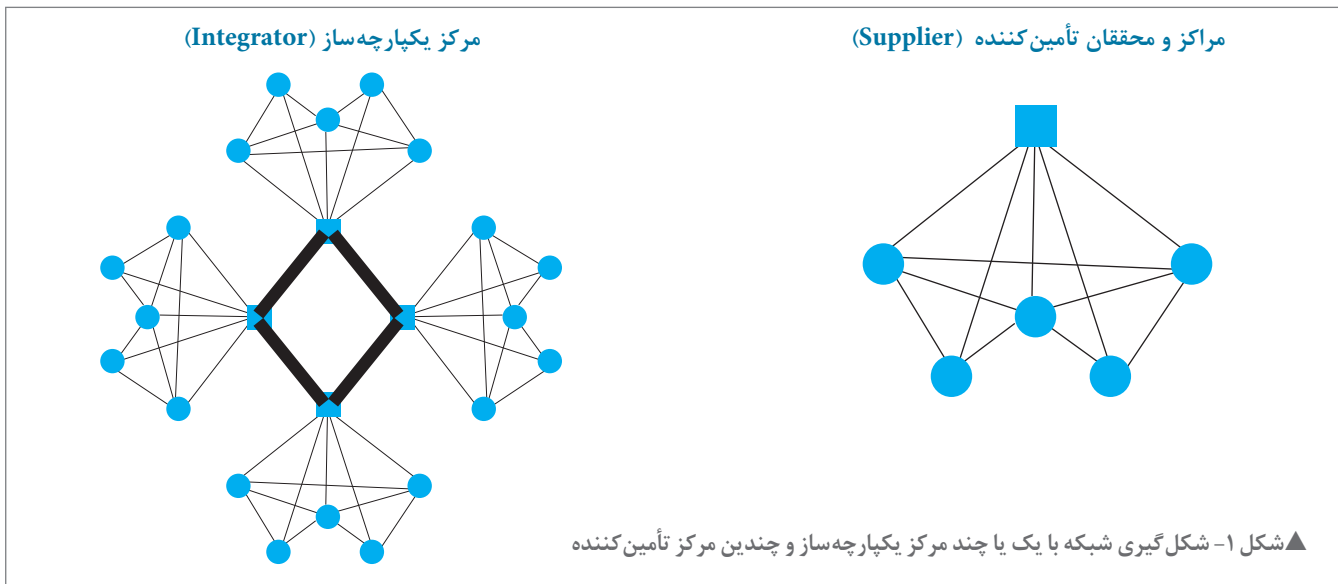 مراکز و محققان تأمین‌کننده (Supplier)
مرکز یکپارچه‌ساز (Integrator)
▲شکل ۱- شکل‌گیری شبکه با یک یا چند مرکز یکپارچه‌ساز و چندین مرکز تأمین‌کننده